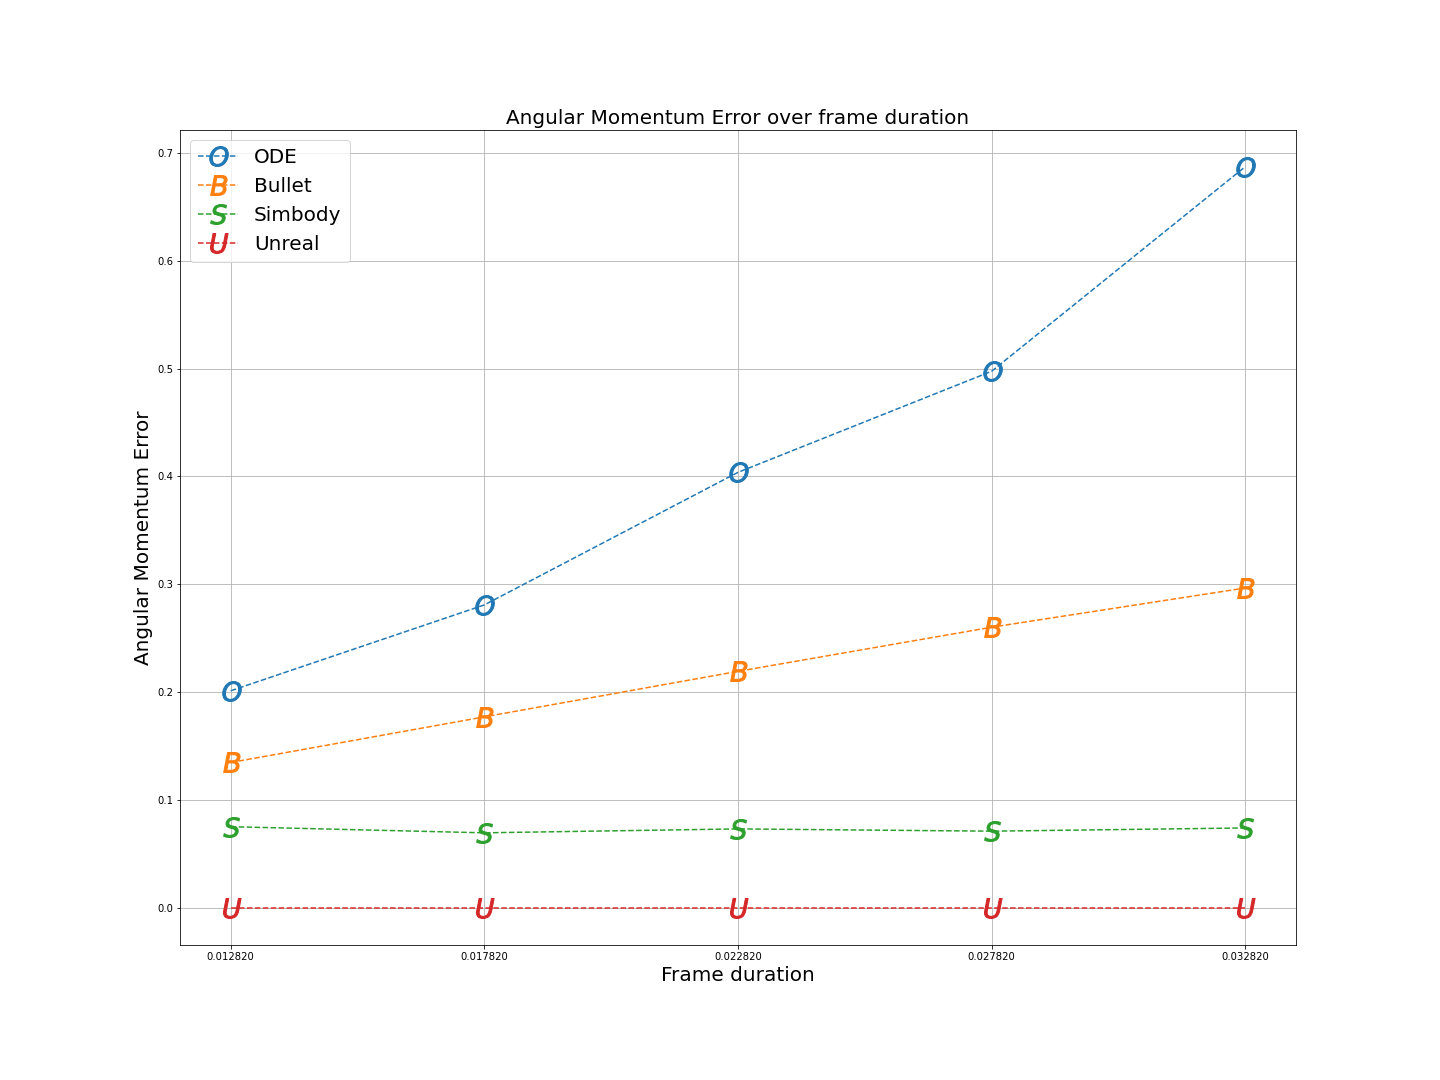 Angular Momentum Error over frame duration
O ODE
B Bullet
S Simbody
U Unreal
0.7
0.6
0.5
0.4
0.3
0.2
0.1
0.0
Angular Momentum Error
O O O O O
B B B B B
S S S S S
U U U U U
0.012820 0.017820 0.022820 0.027820 0.032820
Frame duration